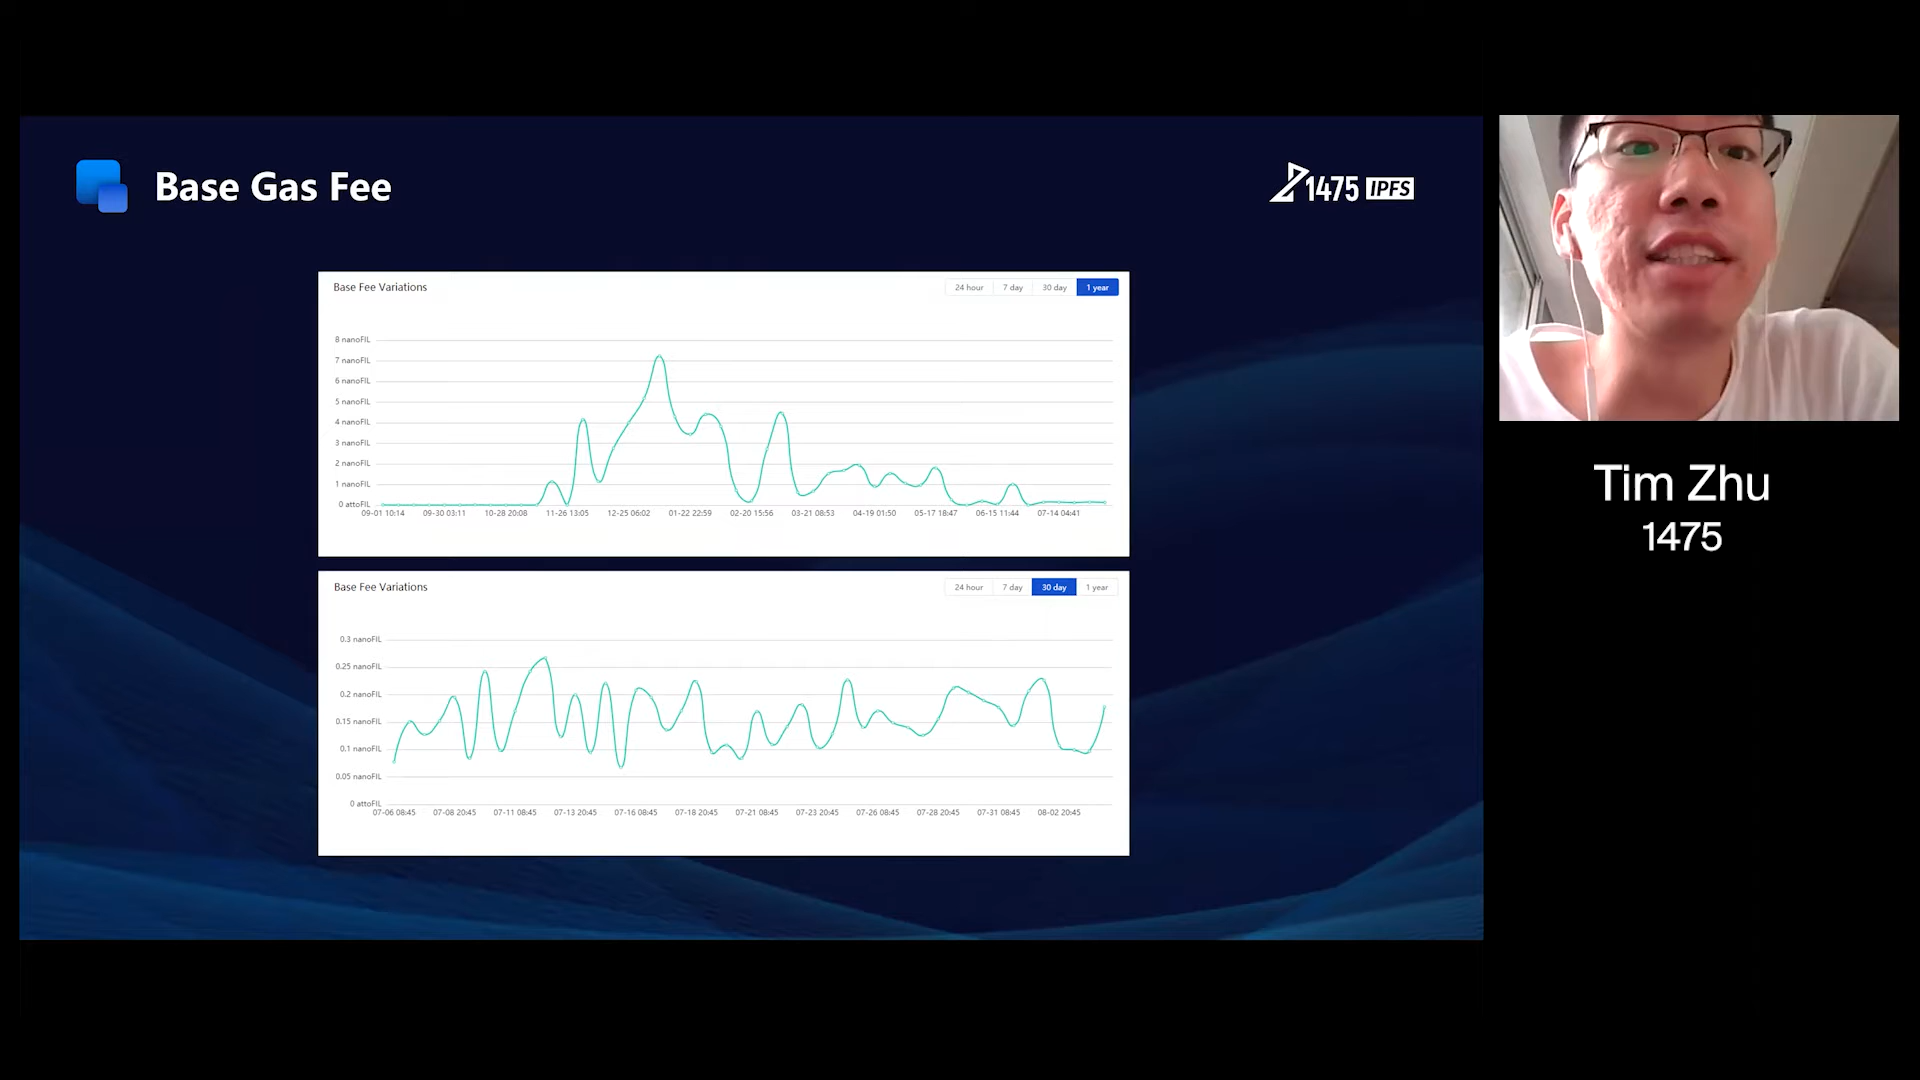 Base Gas Fee
1475 IPFS
Base Fee Variations
24 hour 7 day 30 day 1 year
8 nanoFIL
7 nanoFIL
6 nanoFIL
5 nanoFIL
4 nanoFIL
3 nanoFIL
2 nanoFIL
1 nanoFIL
0 attoFIL
09-01 10:14 09-30 03:11 10-28 20:08 11-26 13:05 12-25 06:02 01-22 22:59 02-20 15:56 03-21 08:53 04-19 01:50 05-17 18:47 06-15 11:44 07-14 04:41
Base Fee Variations
24 hour 7 day 30 day 1 year
0.3 nanoFIL
0.25 nanoFIL
0.2 nanoFIL
0.15 nanoFIL
0.1 nanoFIL
0.05 nanoFIL
0 attoFIL
07-06 08:45 07-08 20:45 07-11 08:45 07-13 20:45 07-16 08:45 07-18 20:45 07-21 08:45 07-23 20:45 07-26 08:45 07-28 20:45 07-31 08:45 08-02 20:45
Tim Zhu
1475